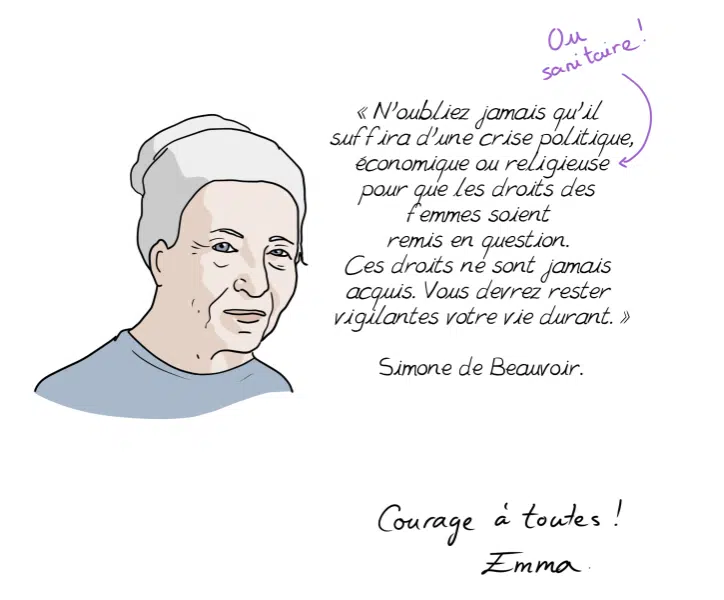 Ou
sanitaire !
« N'oubliez jamais qu'il
suffira d'une crise politique,
économique ou religieuse
pour que les droits des
femmes soient
remis en question.
Ces droits ne sont jamais
acquis. Vous devrez rester
vigilantes votre vie durant. »
Simone de Beauvoir.
Courage à toutes !
Emma